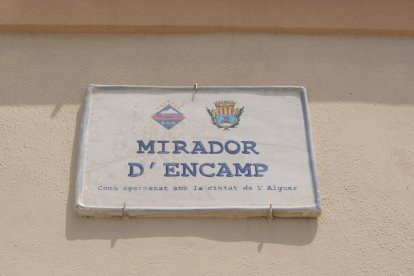 MIRADOR
D'ENCAMP
Comú agermanat amb la ciutat de l'Alguer